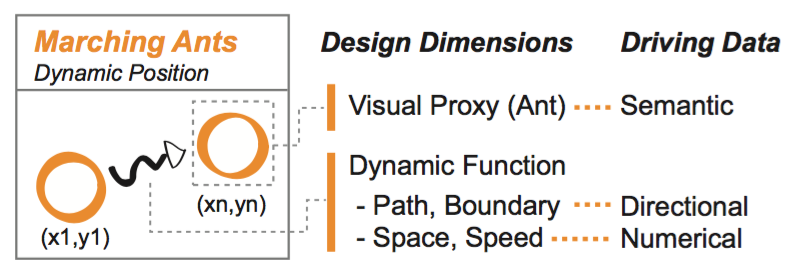 Marching Ants
Dynamic Position
(x1,y1)
(xn,yn)
Design Dimensions Driving Data
Visual Proxy (Ant) Semantic
Dynamic Function
- Path, Boundary Directional
- Space, Speed Numerical